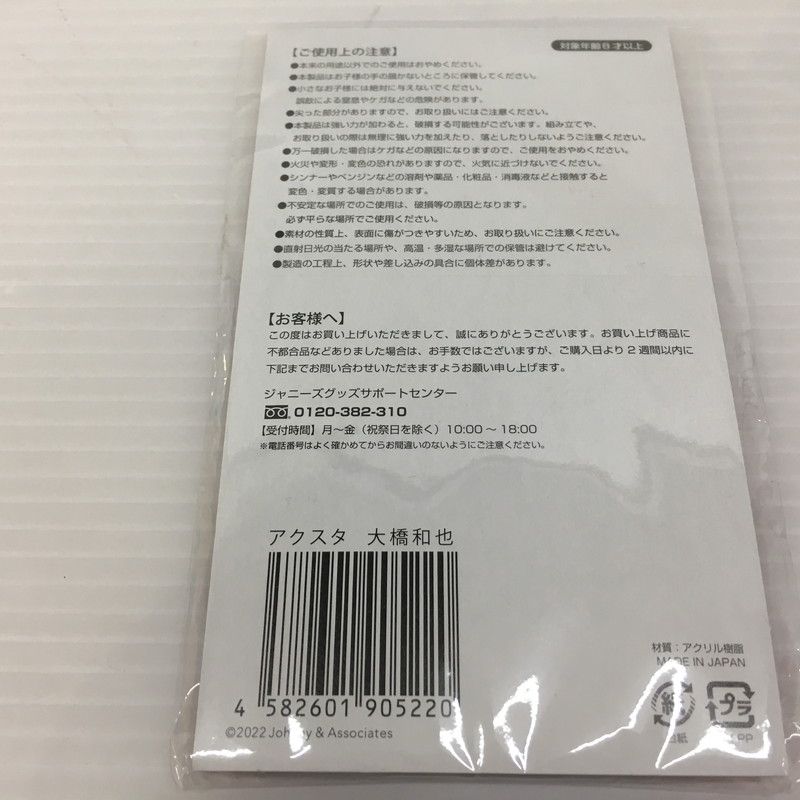 【ご使用上の注意】
対象年齢8才以上
●本来の用途以外でのご使用はおやめください。
●本製品はお子様の手の届かないところに保管してください。
●小さなお子様には絶対に与えないでください。
誤飲による窒息やケガなどの危険があります。
●尖った部分がありますので、お取り扱いにはご注意ください。
●本製品は強い力が加わると、破損する可能性がございます。組み立てや、
お取り扱いの際は無理に強い力を加えたり、落としたりしないようご注意ください。
●万一破損した場合はケガなどの原因になりますので、ご使用をおやめください。
●火災や変形・変色の恐れがありますので、火気に近づけないでください。
●シンナーやベンジンなどの溶剤や薬品・化粧品・消毒液などと接触すると
変色・変質する場合があります。
●不安定な場所でのご使用は、破損等の原因となります。
必ず平らな場所でご使用ください。
●素材の性質上、表面に傷がつきやすいため、お取り扱いにご注意ください。
●直射日光の当たる場所や、高温・多湿な場所での保管は避けてください。
●製造の工程上、形状や差し込みの具合に個体差があります。
【お客様へ】
この度はお買い上げいただきまして、誠にありがとうございます。お買い上げ商品に
不都合品などありました場合は、お手数ではございますが、ご購入日より2週間以内に
下記までお問い合わせいただきますようお願い申し上げます。
ジャニーズグッズサポートセンター
0120-382-310
【受付時間】月～金（祝祭日を除く）10:00～18:00
※電話番号はよく確かめてからお間違いのないようにご注意ください。
アクスタ 大橋和也
4 582601 905220
©2022 Johnny & Associates
材質：アクリル樹脂
MADE IN JAPAN
紙 プラ
台紙 PP